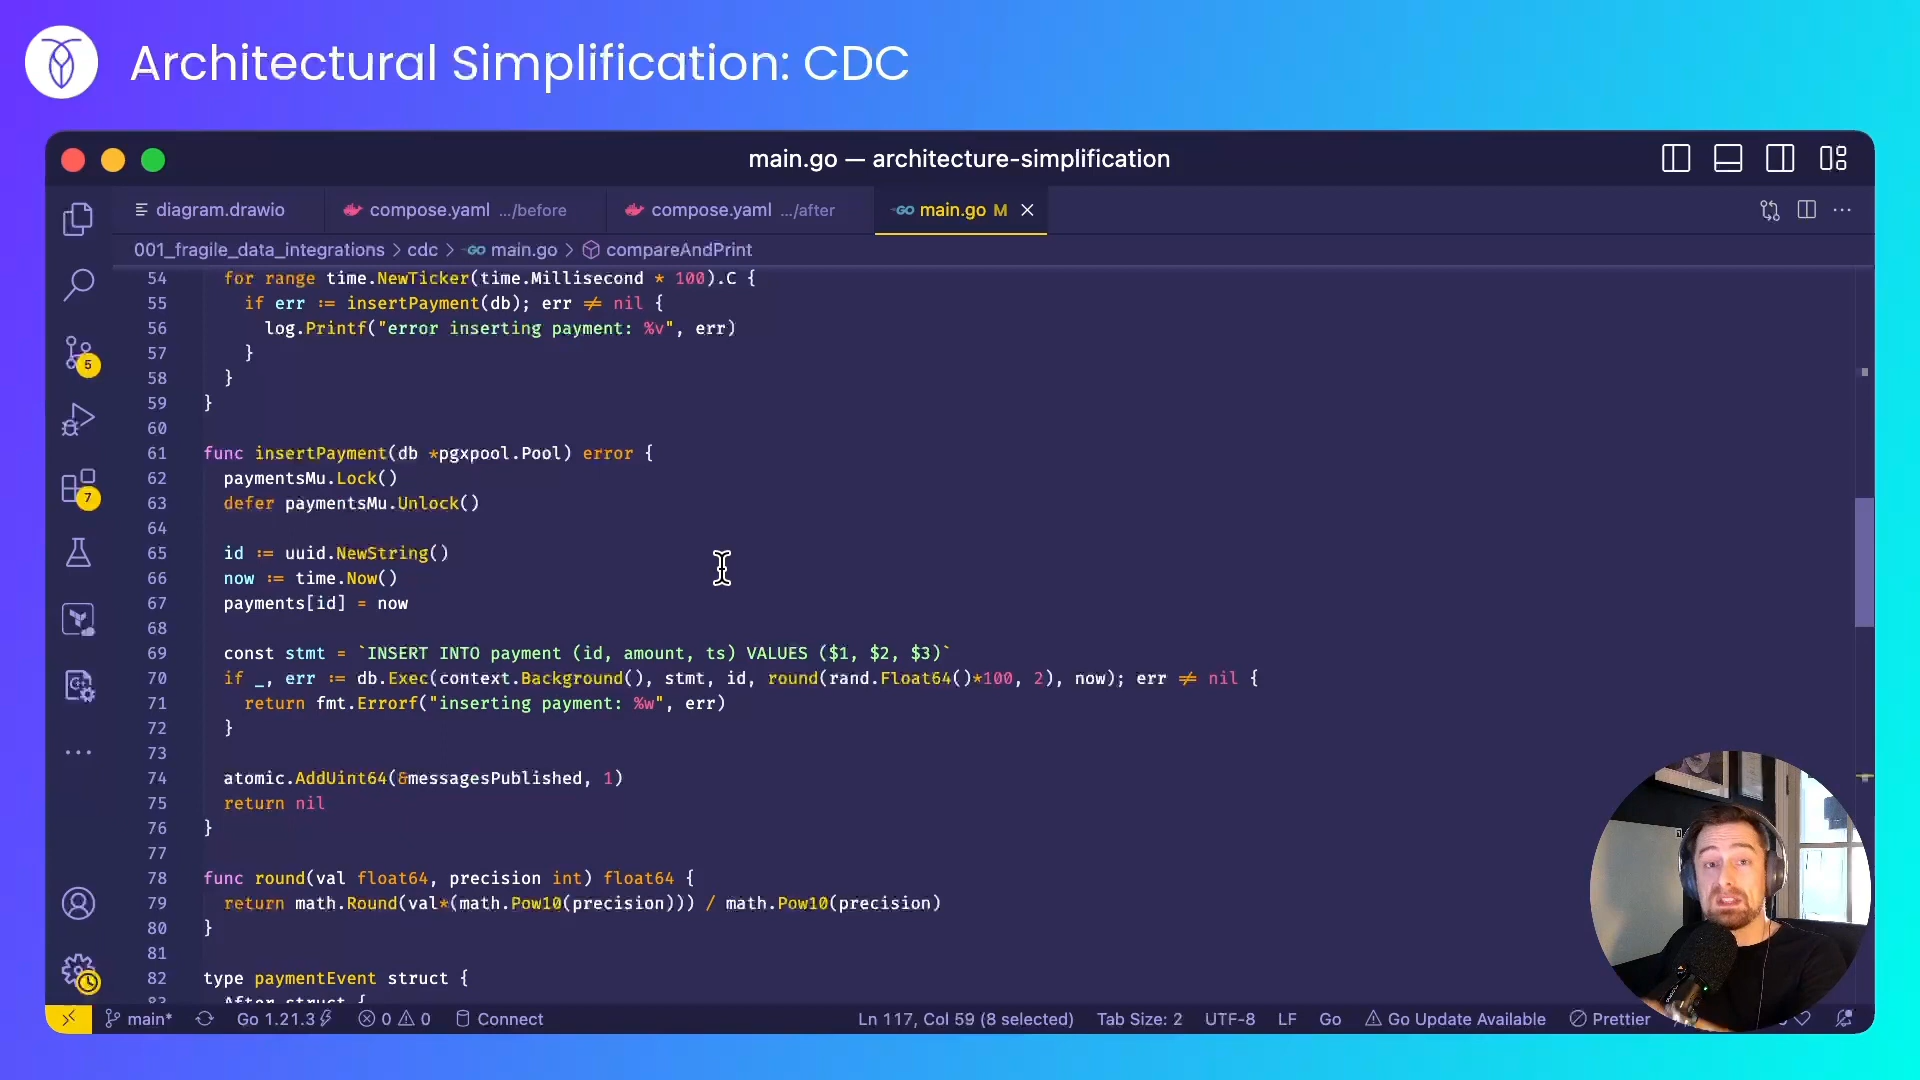 Architectural Simplification: CDC
main.go — architecture-simplification
diagram.drawio
compose.yaml .../before
compose.yaml .../after
main.go M
001_fragile_data_integrations > cdc > main.go > compareAndPrint
54 for range time.NewTicker(time.Millisecond * 100).C {
55 if err := insertPayment(db); err ≠ nil {
56 log.Printf("error inserting payment: %v", err)
57 }
58 }
59 }
60
61 func insertPayment(db *pgxpool.Pool) error {
62 paymentsMu.Lock()
63 defer paymentsMu.Unlock()
64
65 id := uuid.NewString()
66 now := time.Now()
67 payments[id] = now
68
69 const stmt = `INSERT INTO payment (id, amount, ts) VALUES ($1, $2, $3)`
70 if _, err := db.Exec(context.Background(), stmt, id, round(rand.Float64()*100, 2), now); err ≠ nil {
71 return fmt.Errorf("inserting payment: %w", err)
72 }
73
74 atomic.AddUint64(&messagesPublished, 1)
75 return nil
76 }
77
78 func round(val float64, precision int) float64 {
79 return math.Round(val*(math.Pow10(precision))) / math.Pow10(precision)
80 }
81
82 type paymentEvent struct {
83 After struct {
5
7
main* Go 1.21.3 0 0 Connect Ln 117, Col 59 (8 selected) Tab Size: 2 UTF-8 LF Go Go Update Available Prettier